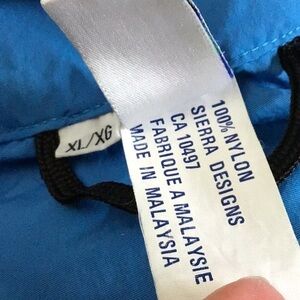 XL/XG
100% NYLON
SIERRA DESIGNS
CA 10497
FABRIQUE A MALAYSIE
MADE IN MALAYSIA